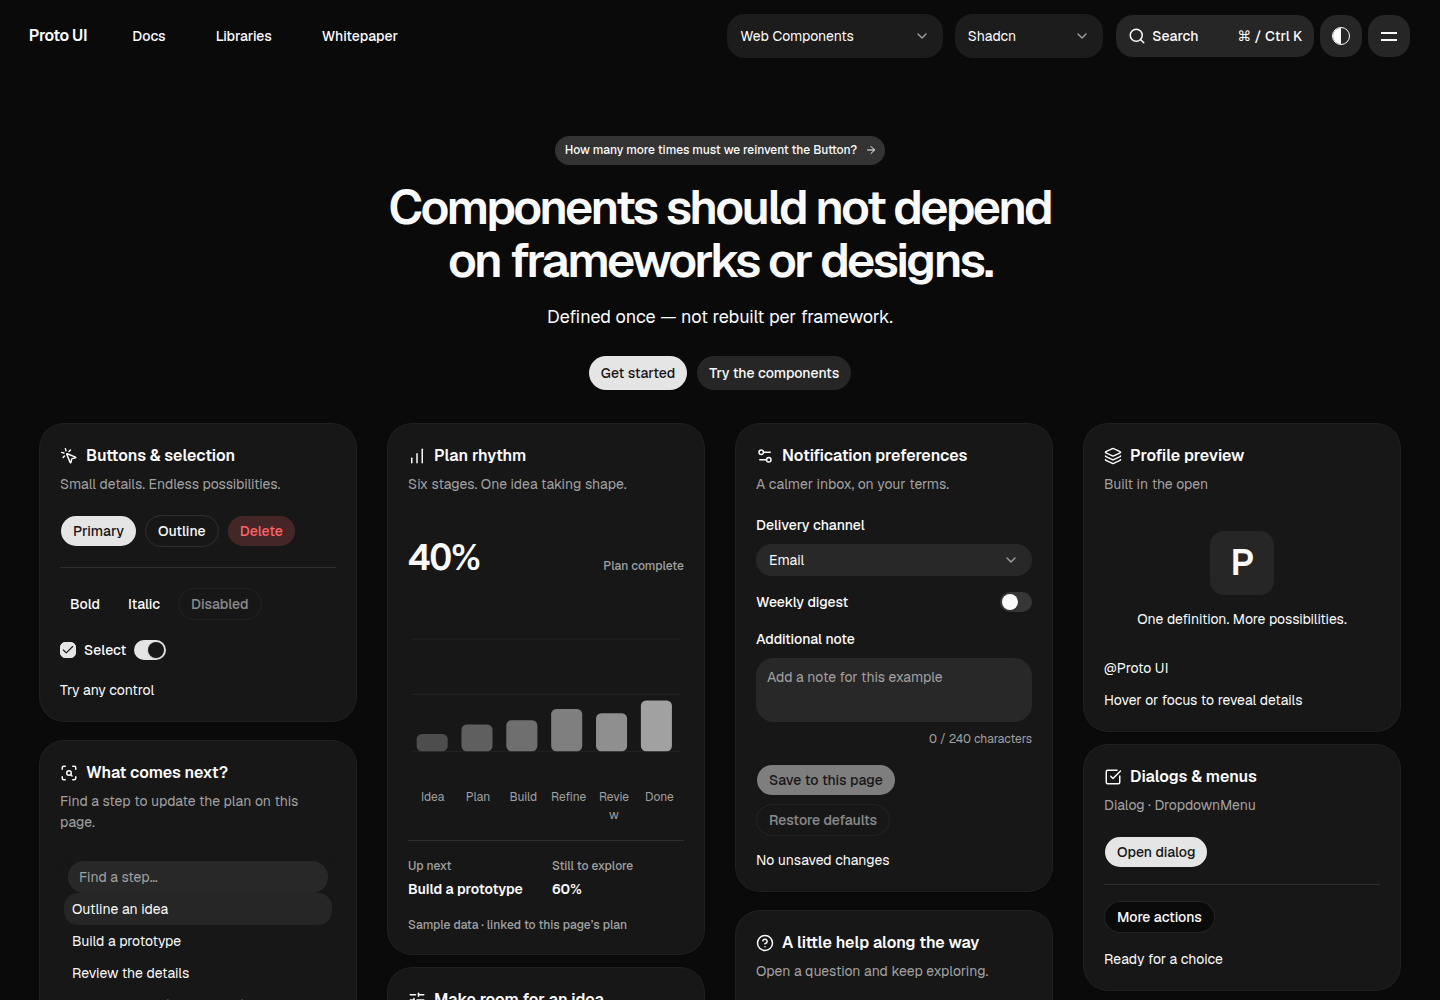 Proto UI
Docs
Libraries
Whitepaper
Web Components
Shadcn
Search
⌘ / Ctrl K
How many more times must we reinvent the Button? →
Components should not depend
on frameworks or designs.
Defined once — not rebuilt per framework.
Get started
Try the components
Buttons & selection
Small details. Endless possibilities.
Primary
Outline
Delete
Bold
Italic
Disabled
Select
Try any control
What comes next?
Find a step to update the plan on this
page.
Find a step...
Outline an idea
Build a prototype
Review the details
Plan rhythm
Six stages. One idea taking shape.
40%
Plan complete
Idea
Plan
Build
Refine
Revie
w
Done
Up next
Still to explore
Build a prototype
60%
Sample data · linked to this page's plan
Make room for an idea
Notification preferences
A calmer inbox, on your terms.
Delivery channel
Email
Weekly digest
Additional note
Add a note for this example
0 / 240 characters
Save to this page
Restore defaults
No unsaved changes
A little help along the way
Open a question and keep exploring.
Profile preview
Built in the open
P
One definition. More possibilities.
@Proto UI
Hover or focus to reveal details
Dialogs & menus
Dialog · DropdownMenu
Open dialog
More actions
Ready for a choice